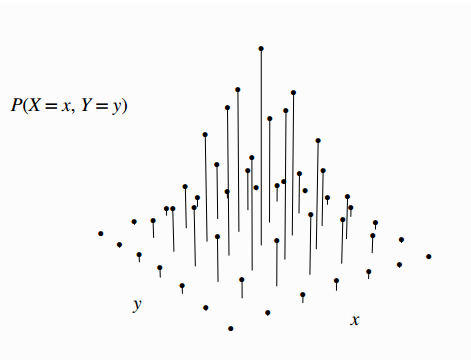 P(X = x, Y = y)
y
x